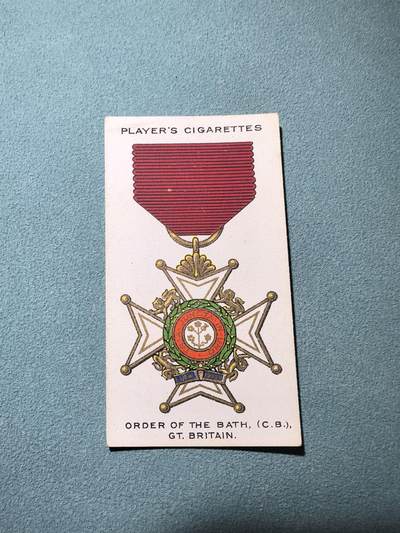 PLAYER'S CIGARETTES
ORDER OF THE BATH, (C.B.),
GT. BRITAIN.